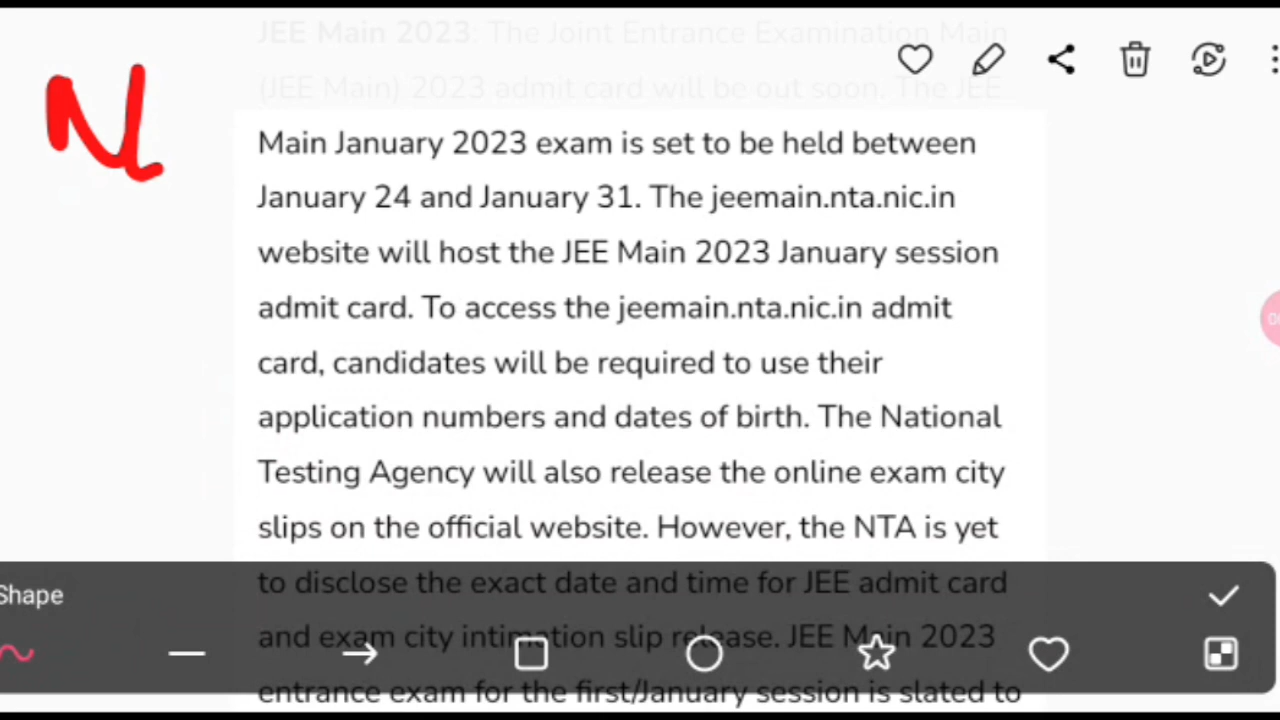 JEE Main 2023: The Joint Entrance Examination Main
(JEE Main) 2023 admit card will be out soon. The JEE
N
Main January 2023 exam is set to be held between
January 24 and January 31. The jeemain.nta.nic.in
website will host the JEE Main 2023 January session
admit card. To access the jeemain.nta.nic.in admit
card, candidates will be required to use their
application numbers and dates of birth. The National
Testing Agency will also release the online exam city
slips on the official website. However, the NTA is yet
to disclose the exact date and time for JEE admit card
Shape
and exam city intimation slip release. JEE Main 2023
entrance exam for the first/January session is slated to